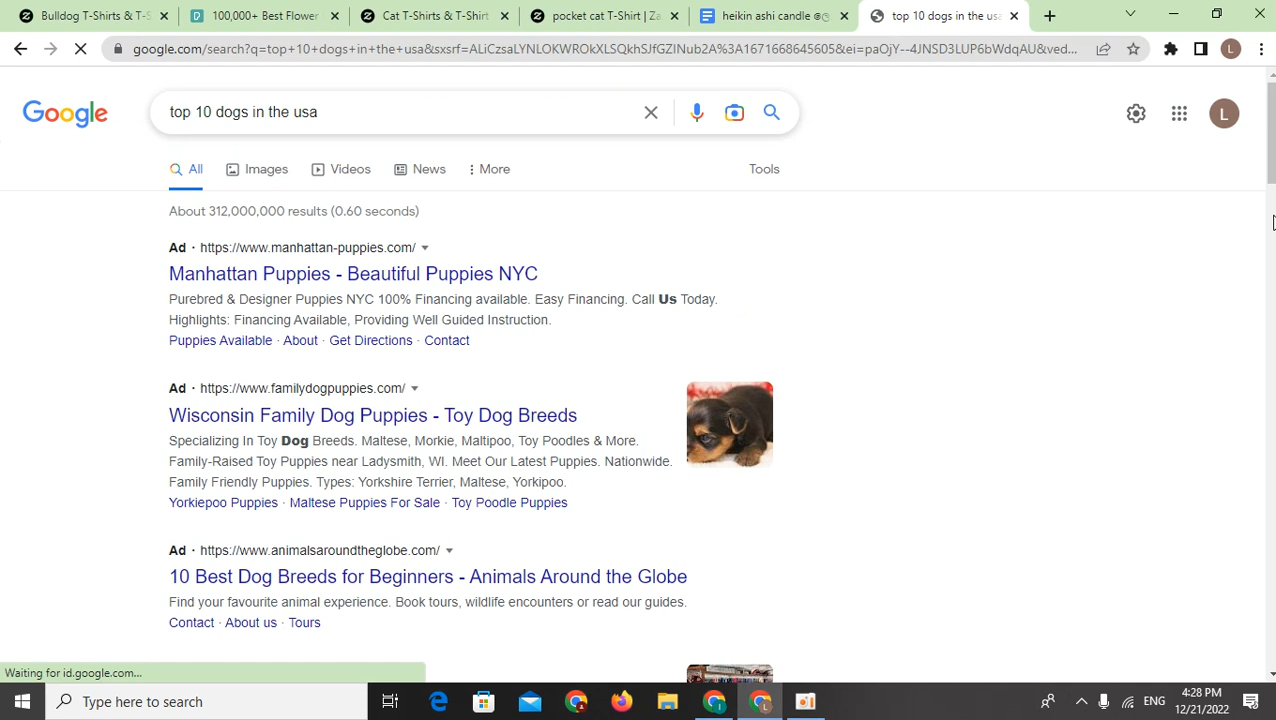 Bulldog T-Shirts & T-S
100,000+ Best Flower
Cat T-Shirts & T-Shirt
pocket cat T-Shirt | Za
heikin ashi candle @
top 10 dogs in the usa
google.com/search?q=top+10+dogs+in+the+usa&sxsrf=ALiCzsaLYNLOKWROkXLSQkhSJfGZINub2A%3A1671668645605&ei=paOjY--4JNSD3LUP6bWdqAU&ved...
L
Google
top 10 dogs in the usa
L
All
Images
Videos
News
More
Tools
About 312,000,000 results (0.60 seconds)
Ad · https://www.manhattan-puppies.com/
Manhattan Puppies - Beautiful Puppies NYC
Purebred & Designer Puppies NYC 100% Financing available. Easy Financing. Call Us Today.
Highlights: Financing Available, Providing Well Guided Instruction.
Puppies Available · About · Get Directions · Contact
Ad · https://www.familydogpuppies.com/
Wisconsin Family Dog Puppies - Toy Dog Breeds
Specializing In Toy Dog Breeds. Maltese, Morkie, Maltipoo, Toy Poodles & More.
Family-Raised Toy Puppies near Ladysmith, WI. Meet Our Latest Puppies. Nationwide.
Family Friendly Puppies. Types: Yorkshire Terrier, Maltese, Yorkipoo.
Yorkiepoo Puppies · Maltese Puppies For Sale · Toy Poodle Puppies
Ad · https://www.animalsaroundtheglobe.com/
10 Best Dog Breeds for Beginners - Animals Around the Globe
Find your favourite animal experience. Book tours, wildlife encounters or read our guides.
Contact · About us · Tours
Waiting for id.google.com...
Type here to search
ENG
4:28 PM
12/21/2022